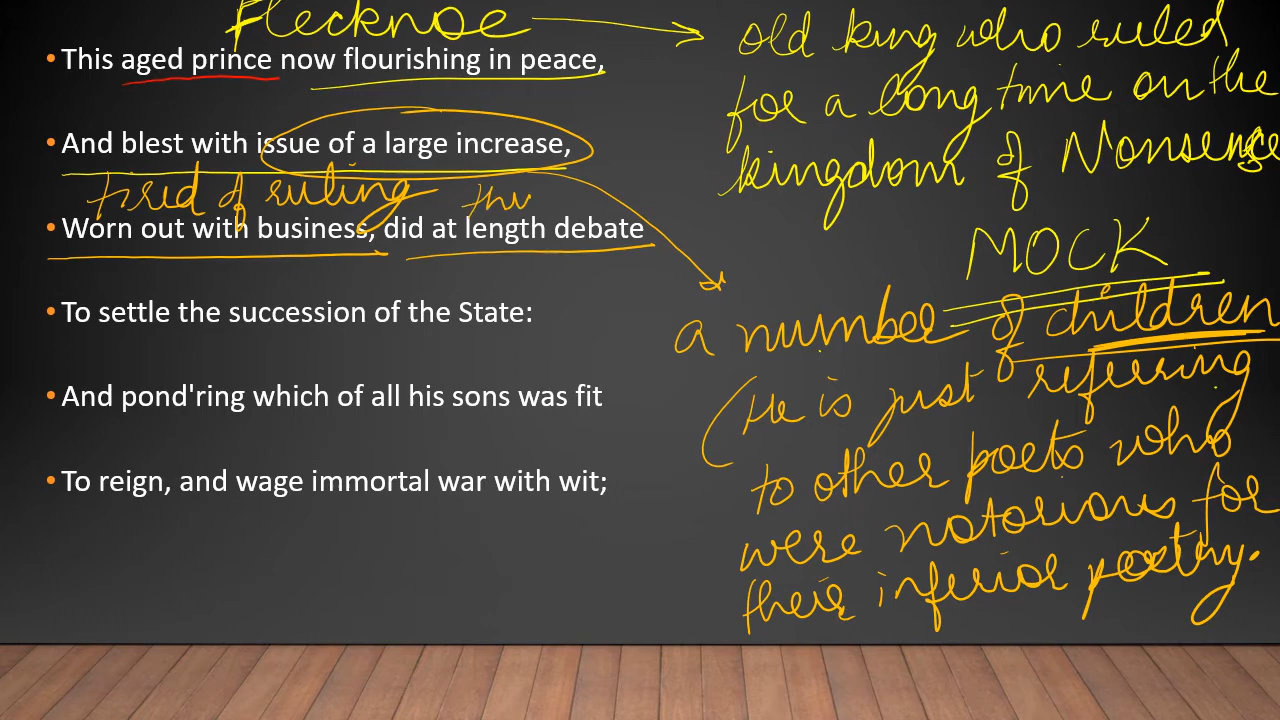 Flecknoe
• This aged prince now flourishing in peace,
• And blest with issue of a large increase,
tired of ruling thr
• Worn out with business, did at length debate
• To settle the succession of the State:
• And pond'ring which of all his sons was fit
• To reign, and wage immortal war with wit;
old king who ruled
for a long time on the
kingdom of Nonsense
MOCK
a number of children
(He is just referring
to other poets who
were notorious for
their inferior poetry.